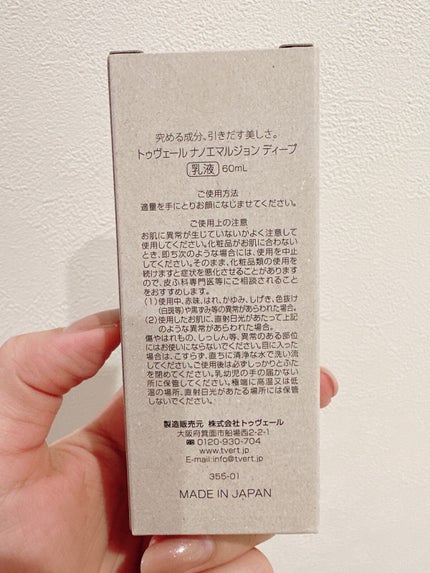 究める成分、引きだす美しさ。
トゥヴェール ナノエマルジョン ディープ
乳液 60mL
ご使用方法
適量を手にとりお顔になじませてください。
ご使用上の注意
お肌に異常が生じていないかよく注意して
使用してください。化粧品がお肌に合わない
とき、即ち次のような場合には、使用を中止
してください。そのまま、化粧品類の使用を
続けますと症状を悪化させることがあります
ので、皮ふ科専門医等にご相談されること
をおすすめします。
(1)使用中、赤味、はれ、かゆみ、しげき、色抜け
(白斑等)や黒ずみ等の異常があらわれた場合。
(2)使用したお肌に、直射日光があたって上記
のような異常があらわれた場合。
傷やはれもの、しっしん等、異常のある部位
にはお使いにならないでください。目に入った
場合は、こすらず、直ちに清浄な水で洗い流し
てください。ご使用後は必ずしっかりとふた
を閉めてください。乳幼児の手の届かない
所に保管してください。極端に高温又は低
温の場所、直射日光があたる場所には保管
しないでください。
製造販売元 株式会社トゥヴェール
大阪府箕面市船場西2-2-1
☎0120-930-704
www.tvert.jp
E-mail:info@tvert.jp
355-01
MADE IN JAPAN